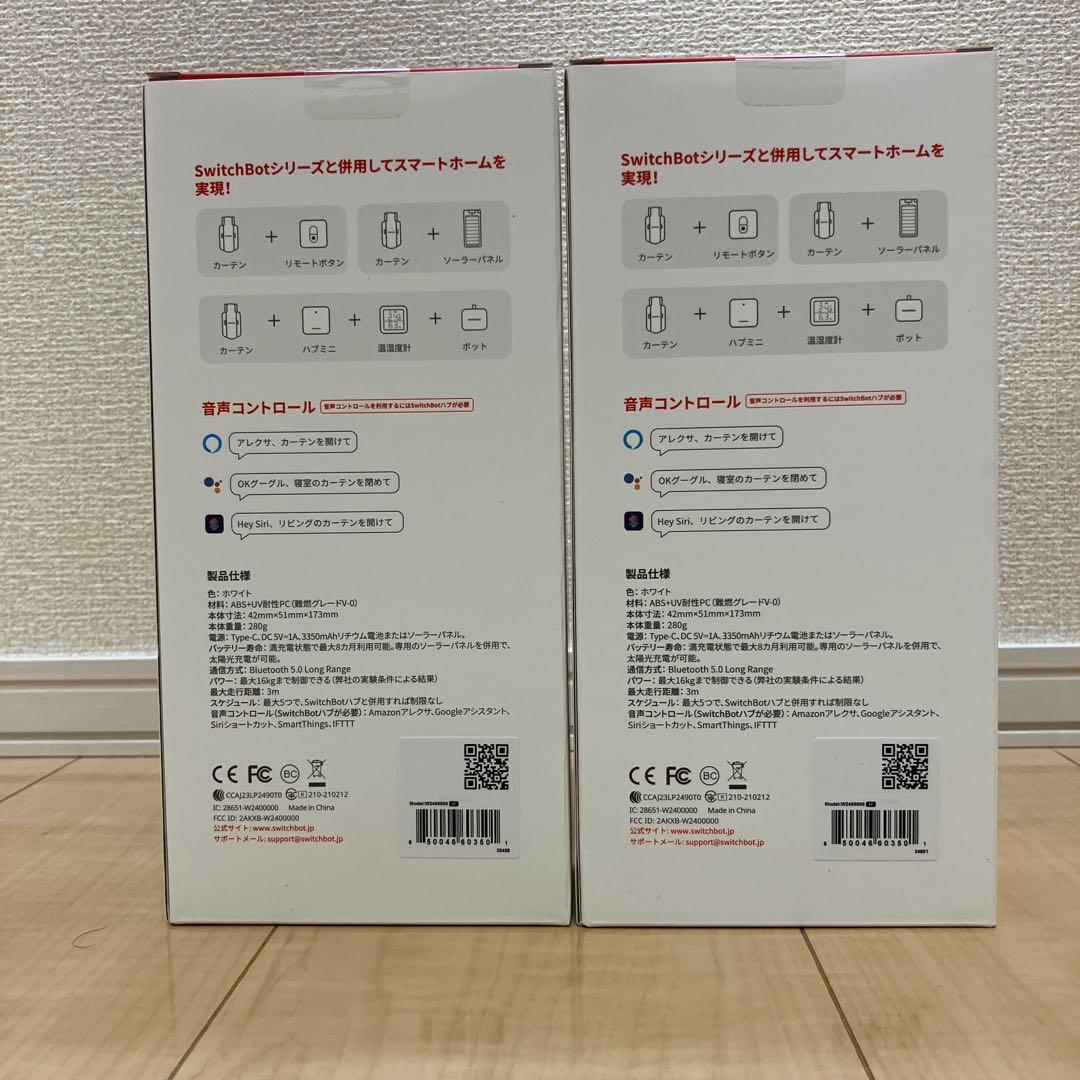 SwitchBotシリーズと併用してスマートホームを
実現!
カーテン + リモートボタン
カーテン + ソーラーパネル
カーテン + ハブミニ + 温湿度計 + ボット
音声コントロール 音声コントロールを利用するにはSwitchBotハブが必要
アレクサ、カーテンを開けて
OKグーグル、寝室のカーテンを閉めて
Hey Siri、リビングのカーテンを開けて
製品仕様
色: ホワイト
材料: ABS+UV耐性PC(難燃グレードV-0)
本体寸法: 42mm×51mm×173mm
本体重量: 280g
電源: Type-C、DC 5V=1A、3350mAhリチウム電池またはソーラーパネル。
バッテリー寿命: 満充電状態で最大8カ月利用可能。専用のソーラーパネルを併用で、
太陽光充電が可能。
通信方式: Bluetooth 5.0 Long Range
パワー: 最大16kgまで制御できる(弊社の実験条件による結果)
最大走行距離: 3m
スケジュール: 最大5つで、SwitchBotハブと併用すれば制限なし
音声コントロール(SwitchBotハブが必要): Amazonアレクサ、Googleアシスタント、
Siriショートカット、SmartThings、IFTTT
CE FC BC
CCAJ23LP2490T0 R 210-210212
IC: 28651-W2400000 Made in China
FCC ID: 2AKXB-W2400000
公式サイト: www.switchbot.jp
サポートメール: support@switchbot.jp
Model:W2400000 JP
8 50046 60350 1
SwitchBotシリーズと併用してスマートホームを
実現!
カーテン + リモートボタン
カーテン + ソーラーパネル
カーテン + ハブミニ + 温湿度計 + ボット
音声コントロール 音声コントロールを利用するにはSwitchBotハブが必要
アレクサ、カーテンを開けて
OKグーグル、寝室のカーテンを閉めて
Hey Siri、リビングのカーテンを開けて
製品仕様
色: ホワイト
材料: ABS+UV耐性PC(難燃グレードV-0)
本体寸法: 42mm×51mm×173mm
本体重量: 280g
電源: Type-C、DC 5V=1A、3350mAhリチウム電池またはソーラーパネル。
バッテリー寿命: 満充電状態で最大8カ月利用可能。専用のソーラーパネルを併用で、
太陽光充電が可能。
通信方式: Bluetooth 5.0 Long Range
パワー: 最大16kgまで制御できる(弊社の実験条件による結果)
最大走行距離: 3m
スケジュール: 最大5つで、SwitchBotハブと併用すれば制限なし
音声コントロール(SwitchBotハブが必要): Amazonアレクサ、Googleアシスタント、
Siriショートカット、SmartThings、IFTTT
CE FC BC
CCAJ23LP2490T0 R 210-210212
IC: 28651-W2400000 Made in China
FCC ID: 2AKXB-W2400000
公式サイト: www.switchbot.jp
サポートメール: support@switchbot.jp
Model:W2400000 JP
8 50046 60350 1